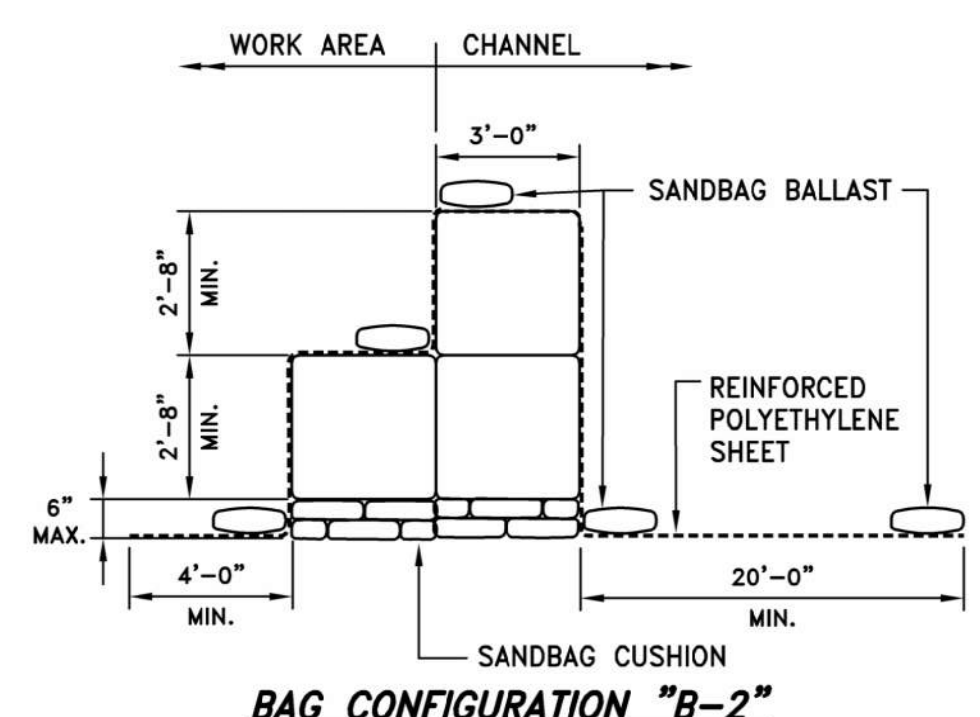 WORK AREA
CHANNEL
3'-0"
SANDBAG BALLAST
2'-8"
MIN.
2'-8"
MIN.
REINFORCED
POLYETHYLENE
SHEET
6"
MAX.
4'-0"
MIN.
20'-0"
MIN.
SANDBAG CUSHION
BAG CONFIGURATION "B-2"